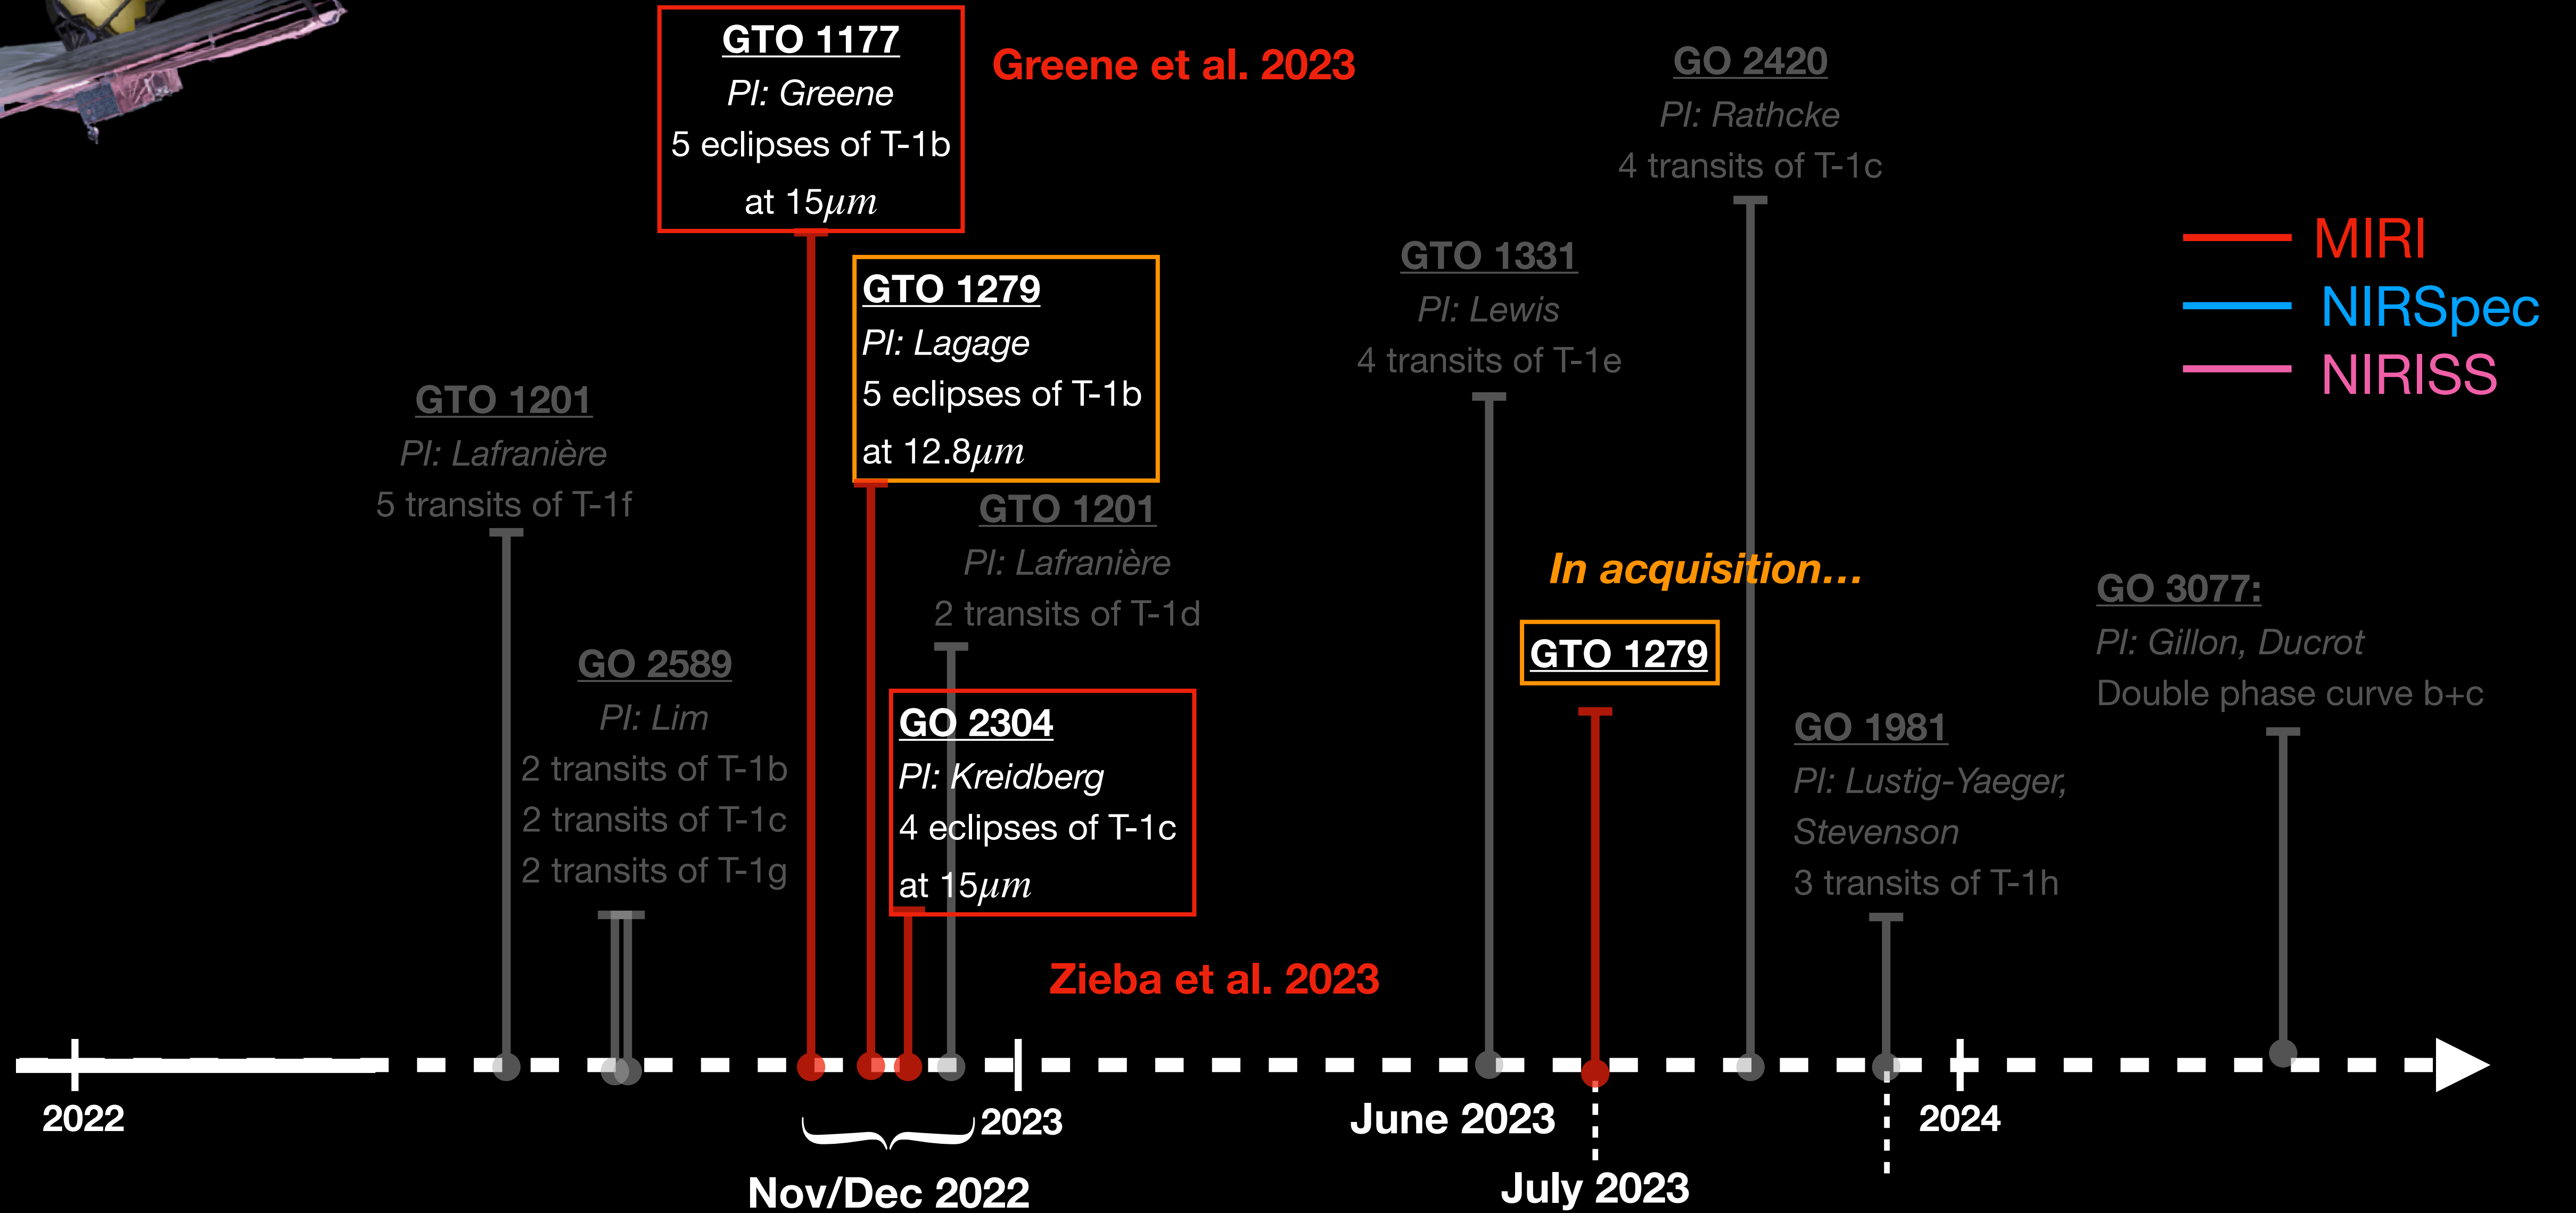 GTO 1177
PI: Greene
5 eclipses of T-1b
at 15μm
Greene et al. 2023
GO 2420
PI: Rathcke
4 transits of T-1c
MIRI
NIRSpec
NIRISS
GTO 1331
PI: Lewis
4 transits of T-1e
GTO 1279
PI: Lagage
5 eclipses of T-1b
at 12.8μm
GTO 1201
PI: Lafranière
5 transits of T-1f
GTO 1201
PI: Lafranière
2 transits of T-1d
In acquisition...
GTO 1279
GO 3077:
PI: Gillon, Ducrot
Double phase curve b+c
GO 2589
PI: Lim
2 transits of T-1b
2 transits of T-1c
2 transits of T-1g
GO 2304
PI: Kreidberg
4 eclipses of T-1c
at 15μm
GO 1981
PI: Lustig-Yaeger,
Stevenson
3 transits of T-1h
Zieba et al. 2023
2022
2023
June 2023
2024
Nov/Dec 2022
July 2023